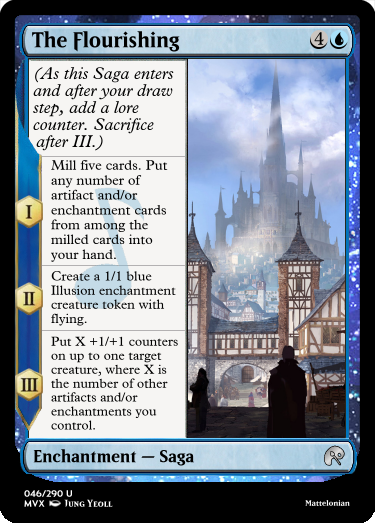 The Flourishing 4
(As this Saga enters
and after your draw
step, add a lore
counter. Sacrifice
after III.)
I
Mill five cards. Put
any number of
artifact and/or
enchantment cards
from among the
milled cards into
your hand.
II
Create a 1/1 blue
Illusion enchantment
creature token with
flying.
III
Put X +1/+1 counters
on up to one target
creature, where X is
the number of other
artifacts and/or
enchantments you
control.
Enchantment — Saga
046/290 U
MVX Jung Yeoll
Mattelonian